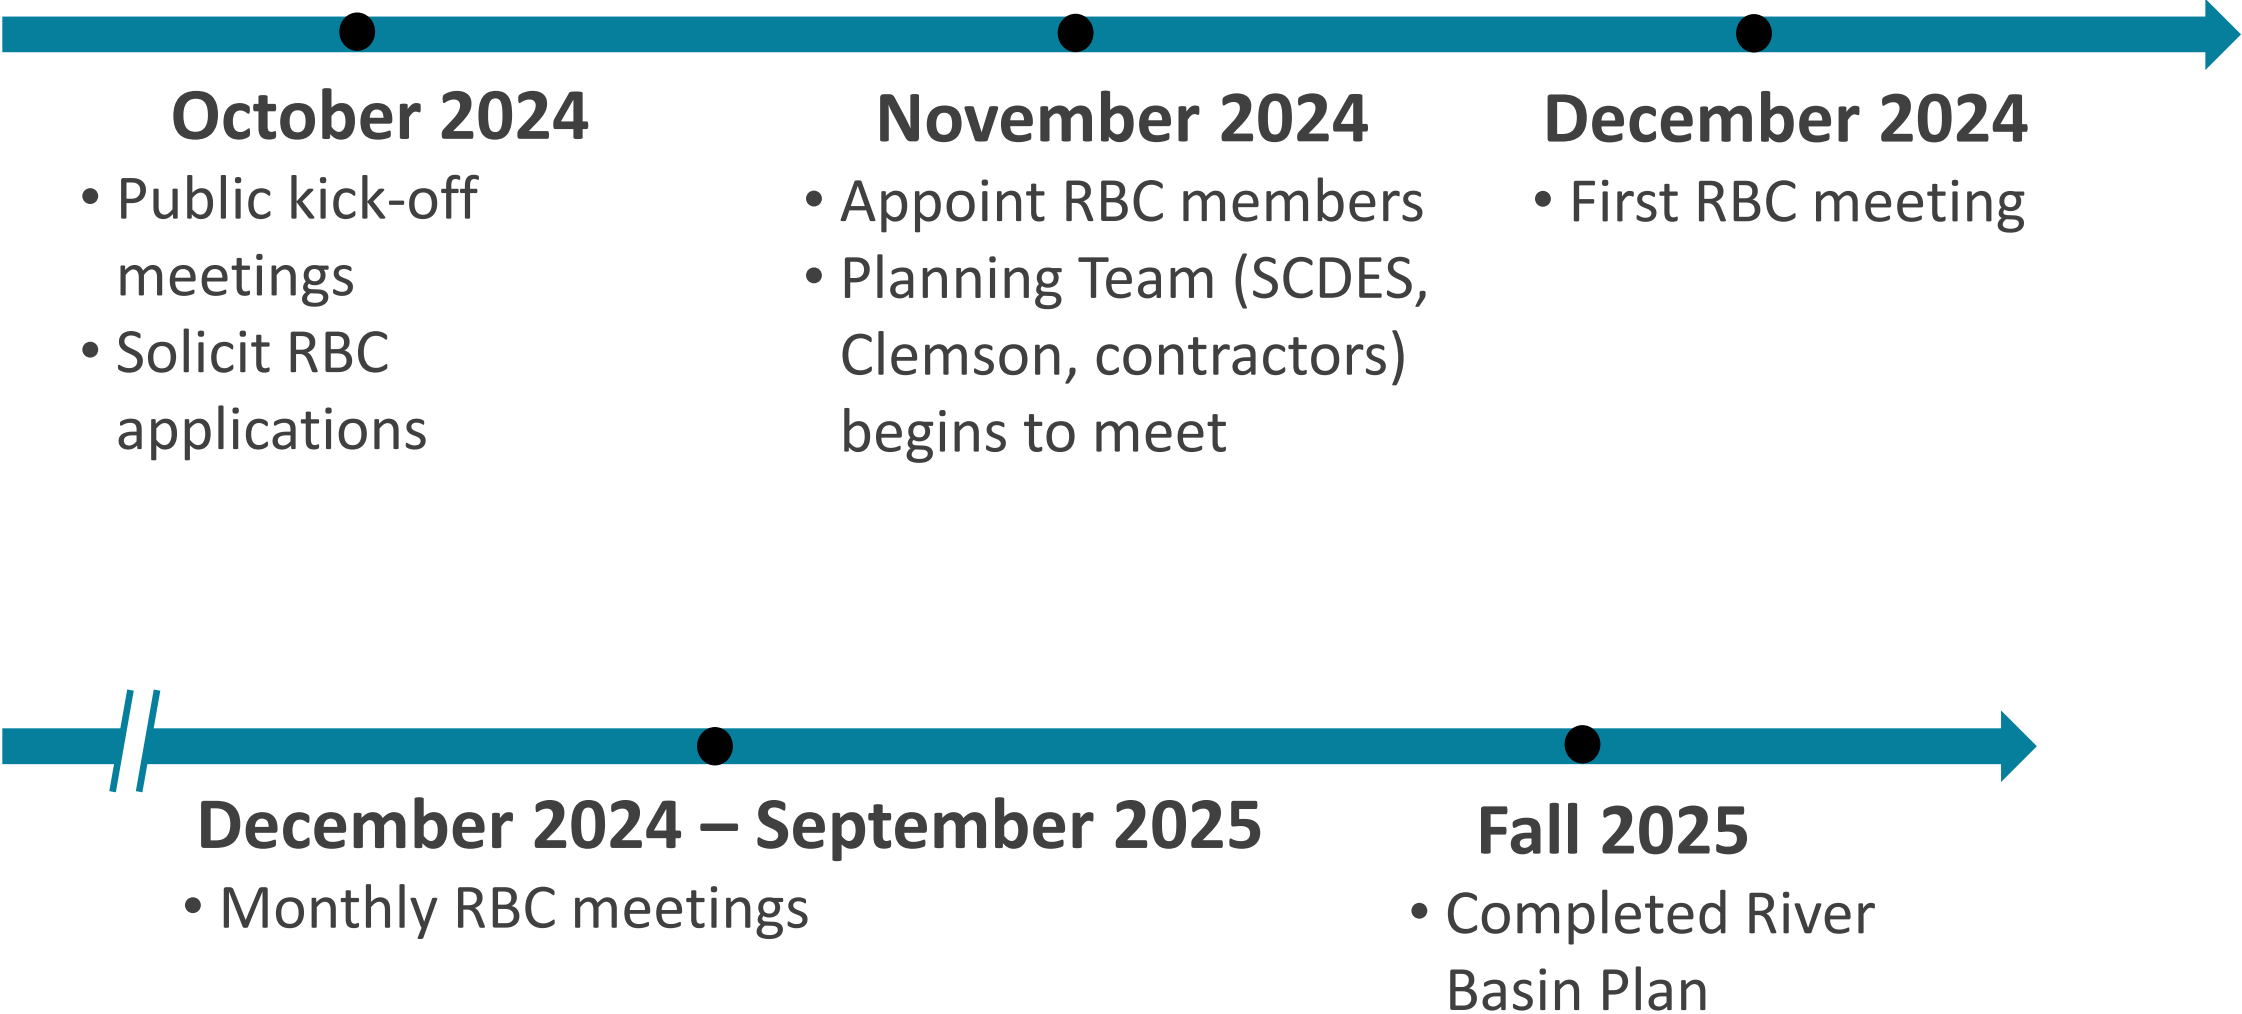 October 2024
• Public kick-off
meetings
• Solicit RBC
applications
November 2024
• Appoint RBC members
• Planning Team (SCDES,
Clemson, contractors)
begins to meet
December 2024
• First RBC meeting
December 2024 – September 2025
• Monthly RBC meetings
Fall 2025
• Completed River
Basin Plan